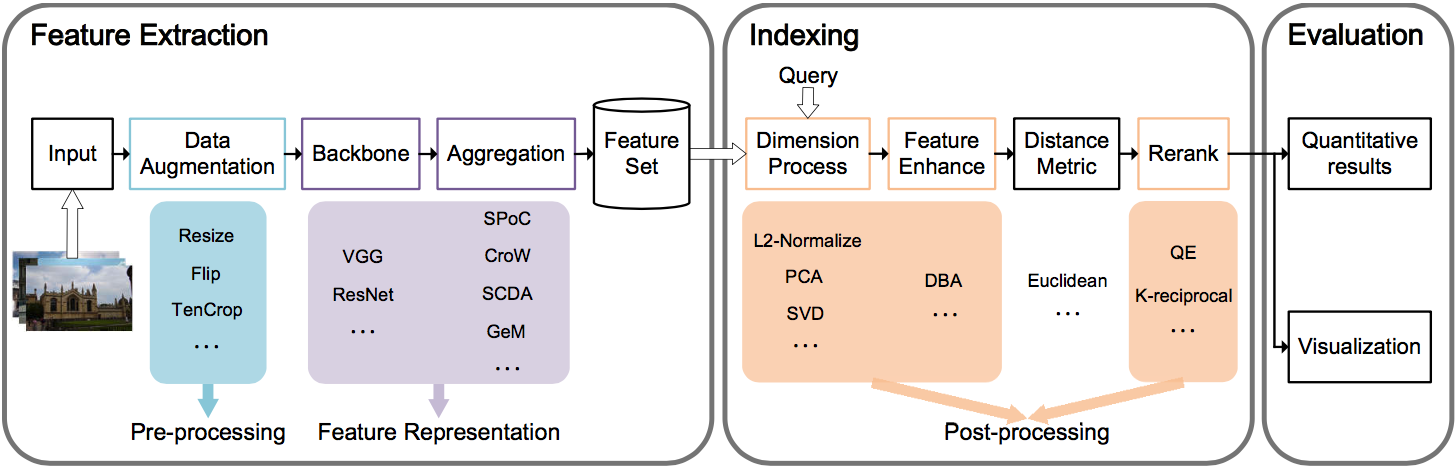 Feature Extraction
Input
Data
Augmentation
Backbone
Aggregation
Feature
Set
Resize
Flip
TenCrop
...
VGG
ResNet
...
SPoC
CroW
SCDA
GeM
...
Pre-processing
Feature Representation
Indexing
Query
Dimension
Process
Feature
Enhance
Distance
Metric
Rerank
L2-Normalize
PCA
SVD
...
DBA
...
Euclidean
...
QE
K-reciprocal
...
Post-processing
Evaluation
Quantitative
results
Visualization